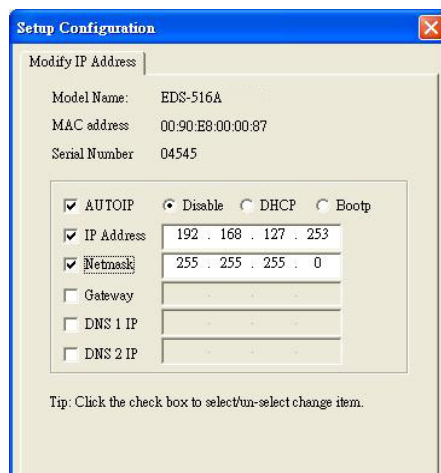 Setup Configuration
Modify IP Address
Model Name: EDS-516A
MAC address 00:90:E8:00:00:87
Serial Number 04545
AUTOIP Disable DHCP Bootp
IP Address 192 . 168 . 127 . 253
Netmask 255 . 255 . 255 . 0
Gateway . . .
DNS 1 IP . . .
DNS 2 IP . . .
Tip: Click the check box to select/un-select change item.